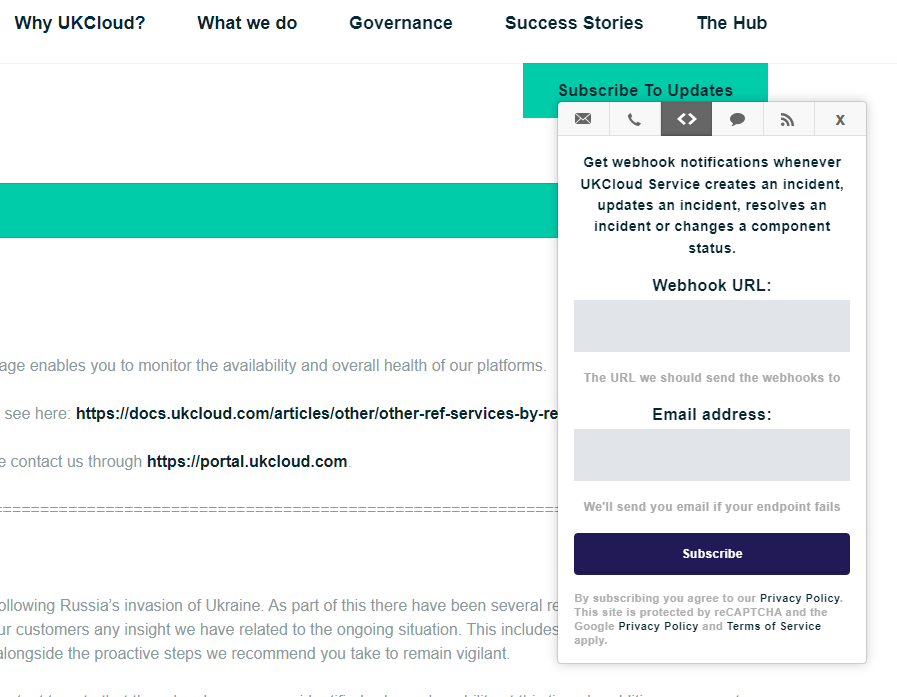 Why UKCloud? What we do Governance Success Stories The Hub
Subscribe To Updates
x
Get webhook notifications whenever
UKCloud Service creates an incident,
updates an incident, resolves an
incident or changes a component
status.
Webhook URL:
The URL we should send the webhooks to
Email address:
We'll send you email if your endpoint fails
Subscribe
By subscribing you agree to our Privacy Policy.
This site is protected by reCAPTCHA and the
Google Privacy Policy and Terms of Service
apply.
age enables you to monitor the availability and overall health of our platforms.
see here: https://docs.ukcloud.com/articles/other/other-ref-services-by-re
e contact us through https://portal.ukcloud.com.
ollowing Russia's invasion of Ukraine. As part of this there have been several re
ur customers any insight we have related to the ongoing situation. This includes
alongside the proactive steps we recommend you take to remain vigilant.